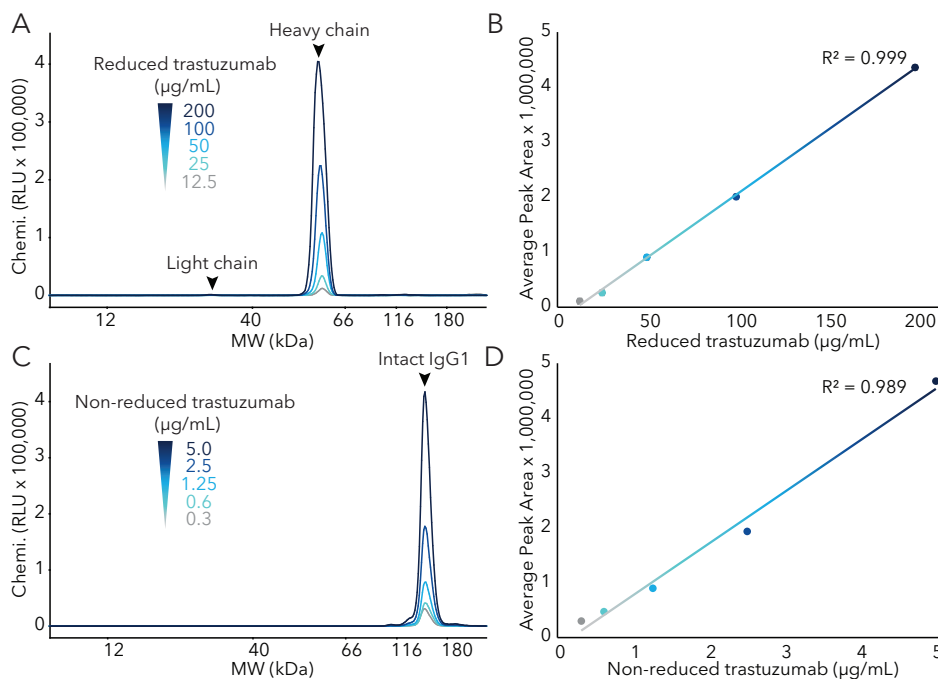 A
Heavy chain
Reduced trastuzumab
(µg/mL)
200
100
50
25
12.5
Light chain
Chemi. (RLU x 100,000)
4
3
2
1
0
12
40
66
116
180
MW (kDa)
B
R² = 0.999
Average Peak Area x 1,000,000
5
4
3
2
1
0
0
50
100
150
200
Reduced trastuzumab (µg/mL)
C
Intact IgG1
Non-reduced trastuzumab
(µg/mL)
5.0
2.5
1.25
0.6
0.3
Chemi. (RLU x 100,000)
4
3
2
1
0
12
40
66
116
180
MW (kDa)
D
R² = 0.989
Average Peak Area x 1,000,000
5
4
3
2
1
0
0
1
2
3
4
5
Non-reduced trastuzumab (µg/mL)